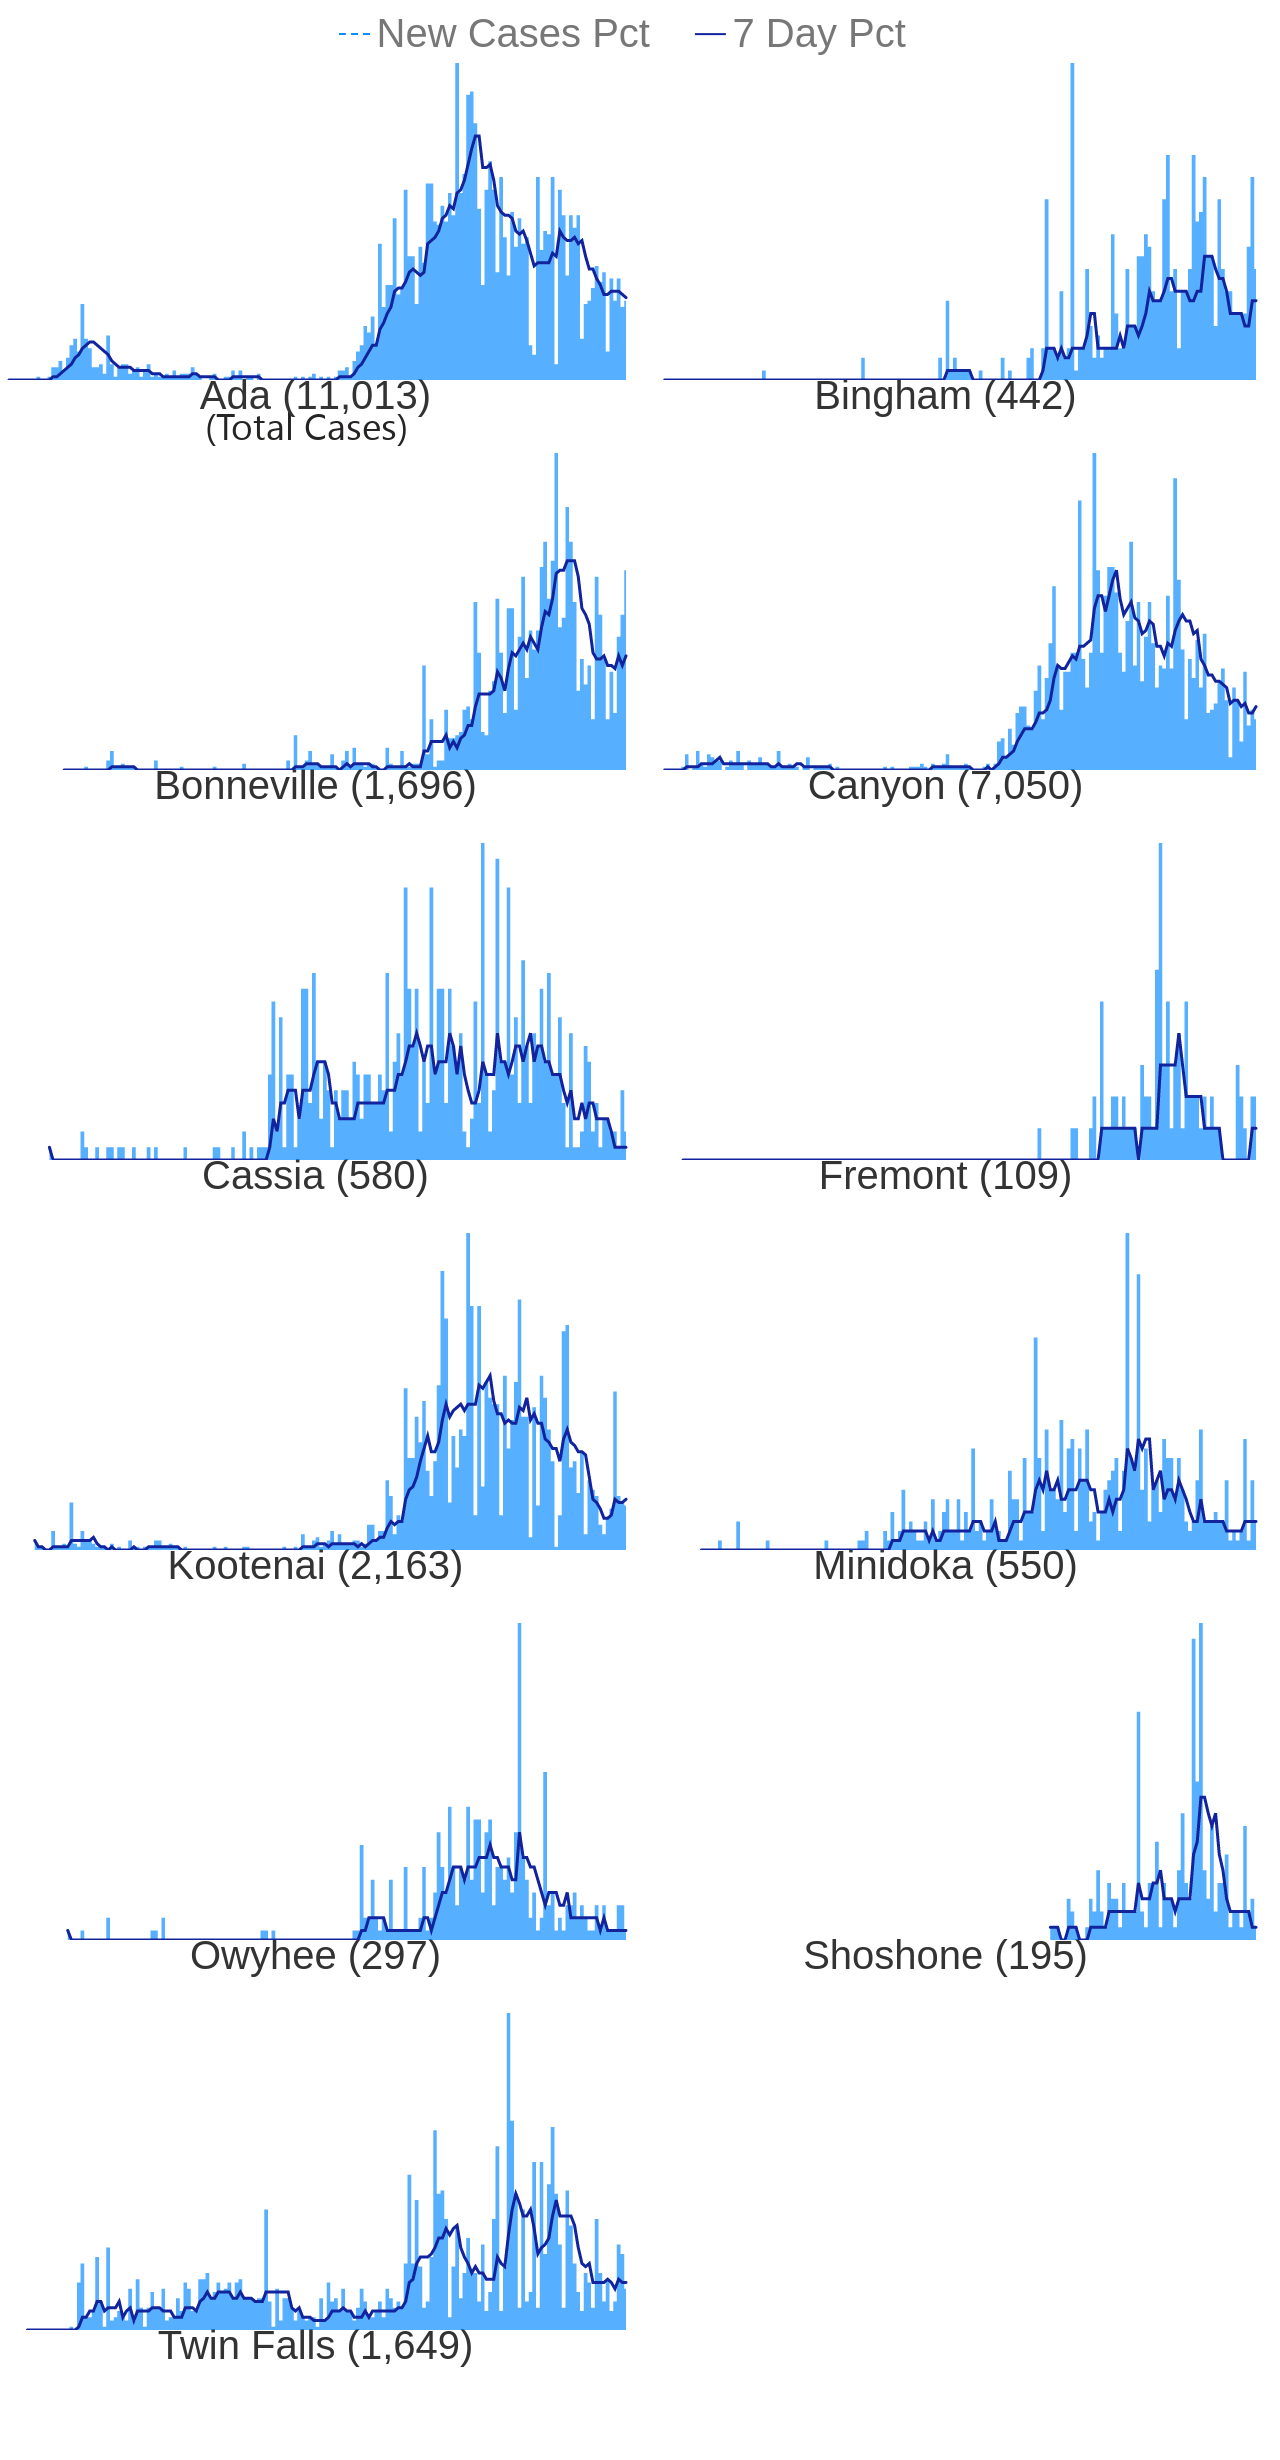 New Cases Pct 7 Day Pct
Ada (11,013) Bingham (442)
(Total Cases)
Bonneville (1,696) Canyon (7,050)
Cassia (580) Fremont (109)
Kootenai (2,163) Minidoka (550)
Owyhee (297) Shoshone (195)
Twin Falls (1,649)